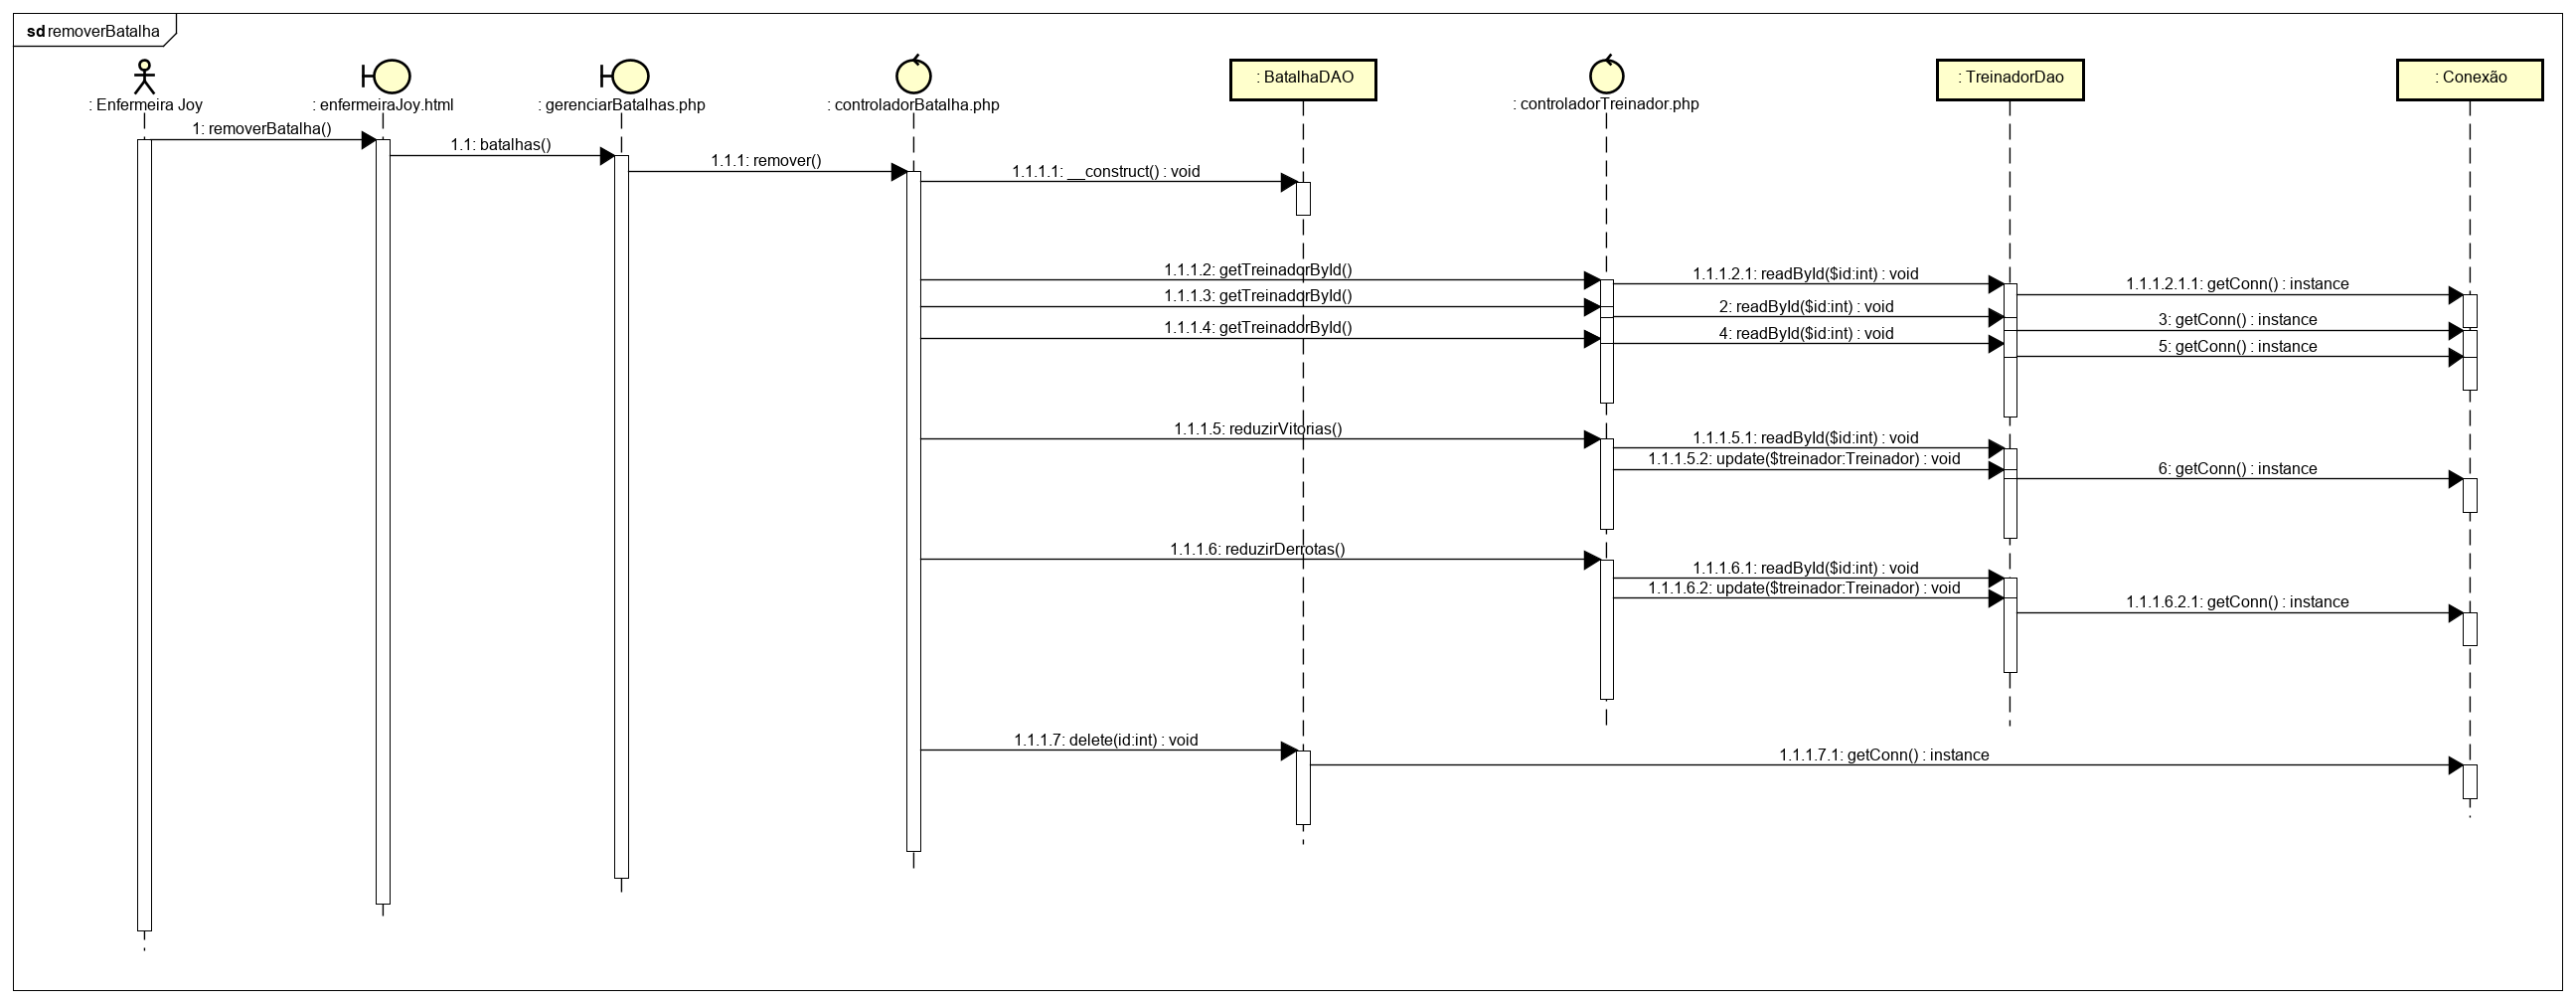 sd removerBatalha
: Enfermeira Joy
: enfermeiraJoy.html
: gerenciarBatalhas.php
: controladorBatalha.php
: BatalhaDAO
: controladorTreinador.php
: TreinadorDao
: Conexão
1: removerBatalha()
1.1: batalhas()
1.1.1: remover()
1.1.1.1: __construct() : void
1.1.1.2: getTreinadorById()
1.1.1.2.1: readById($id:int) : void
1.1.1.2.1.1: getConn() : instance
1.1.1.3: getTreinadorById()
2: readById($id:int) : void
3: getConn() : instance
1.1.1.4: getTreinadorById()
4: readById($id:int) : void
5: getConn() : instance
1.1.1.5: reduzirVitorias()
1.1.1.5.1: readById($id:int) : void
1.1.1.5.2: update($treinador:Treinador) : void
6: getConn() : instance
1.1.1.6: reduzirDerrotas()
1.1.1.6.1: readById($id:int) : void
1.1.1.6.2: update($treinador:Treinador) : void
1.1.1.6.2.1: getConn() : instance
1.1.1.7: delete(id:int) : void
1.1.1.7.1: getConn() : instance